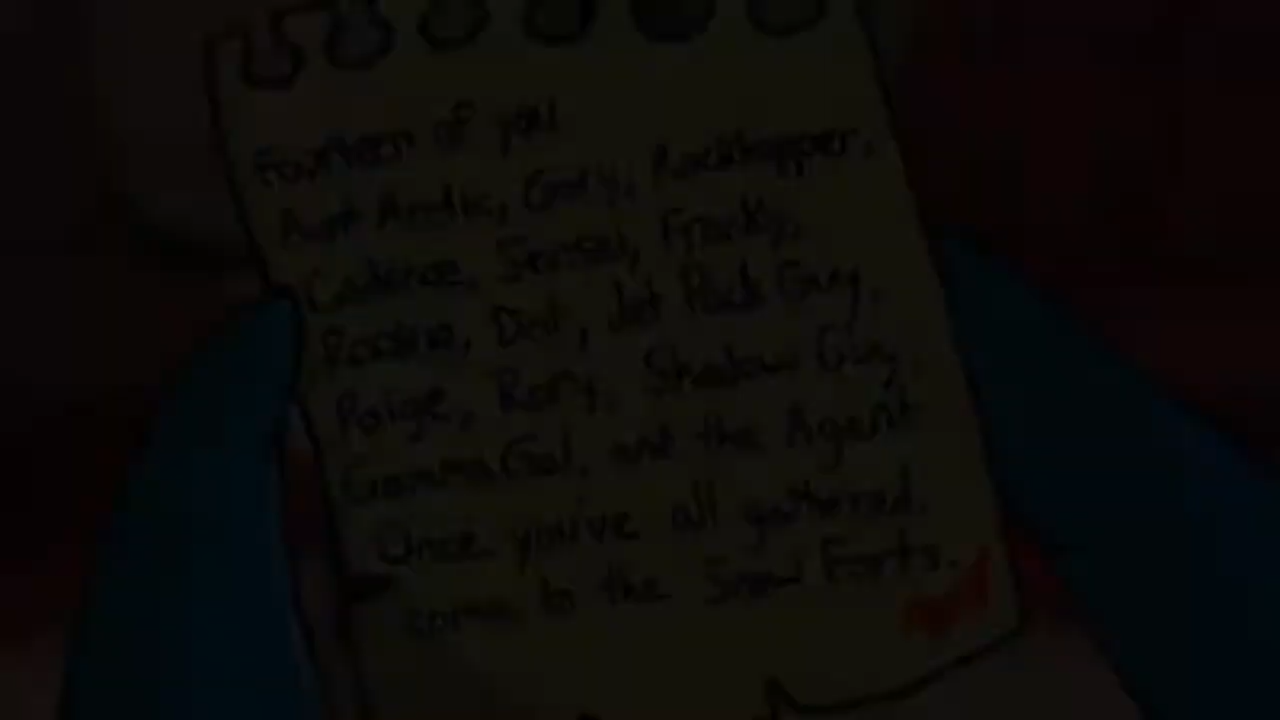 Fourteen of you!
Aunt Arctic, Gary, Rockhopper,
Cadence, Sensei, Franky,
Rookie, Dot, Jet Pack Guy,
Paige, Rory, Shadow Guy,
Gamma Gal, and the Agent
Once you've all gathered,
come to the Snow Forts.